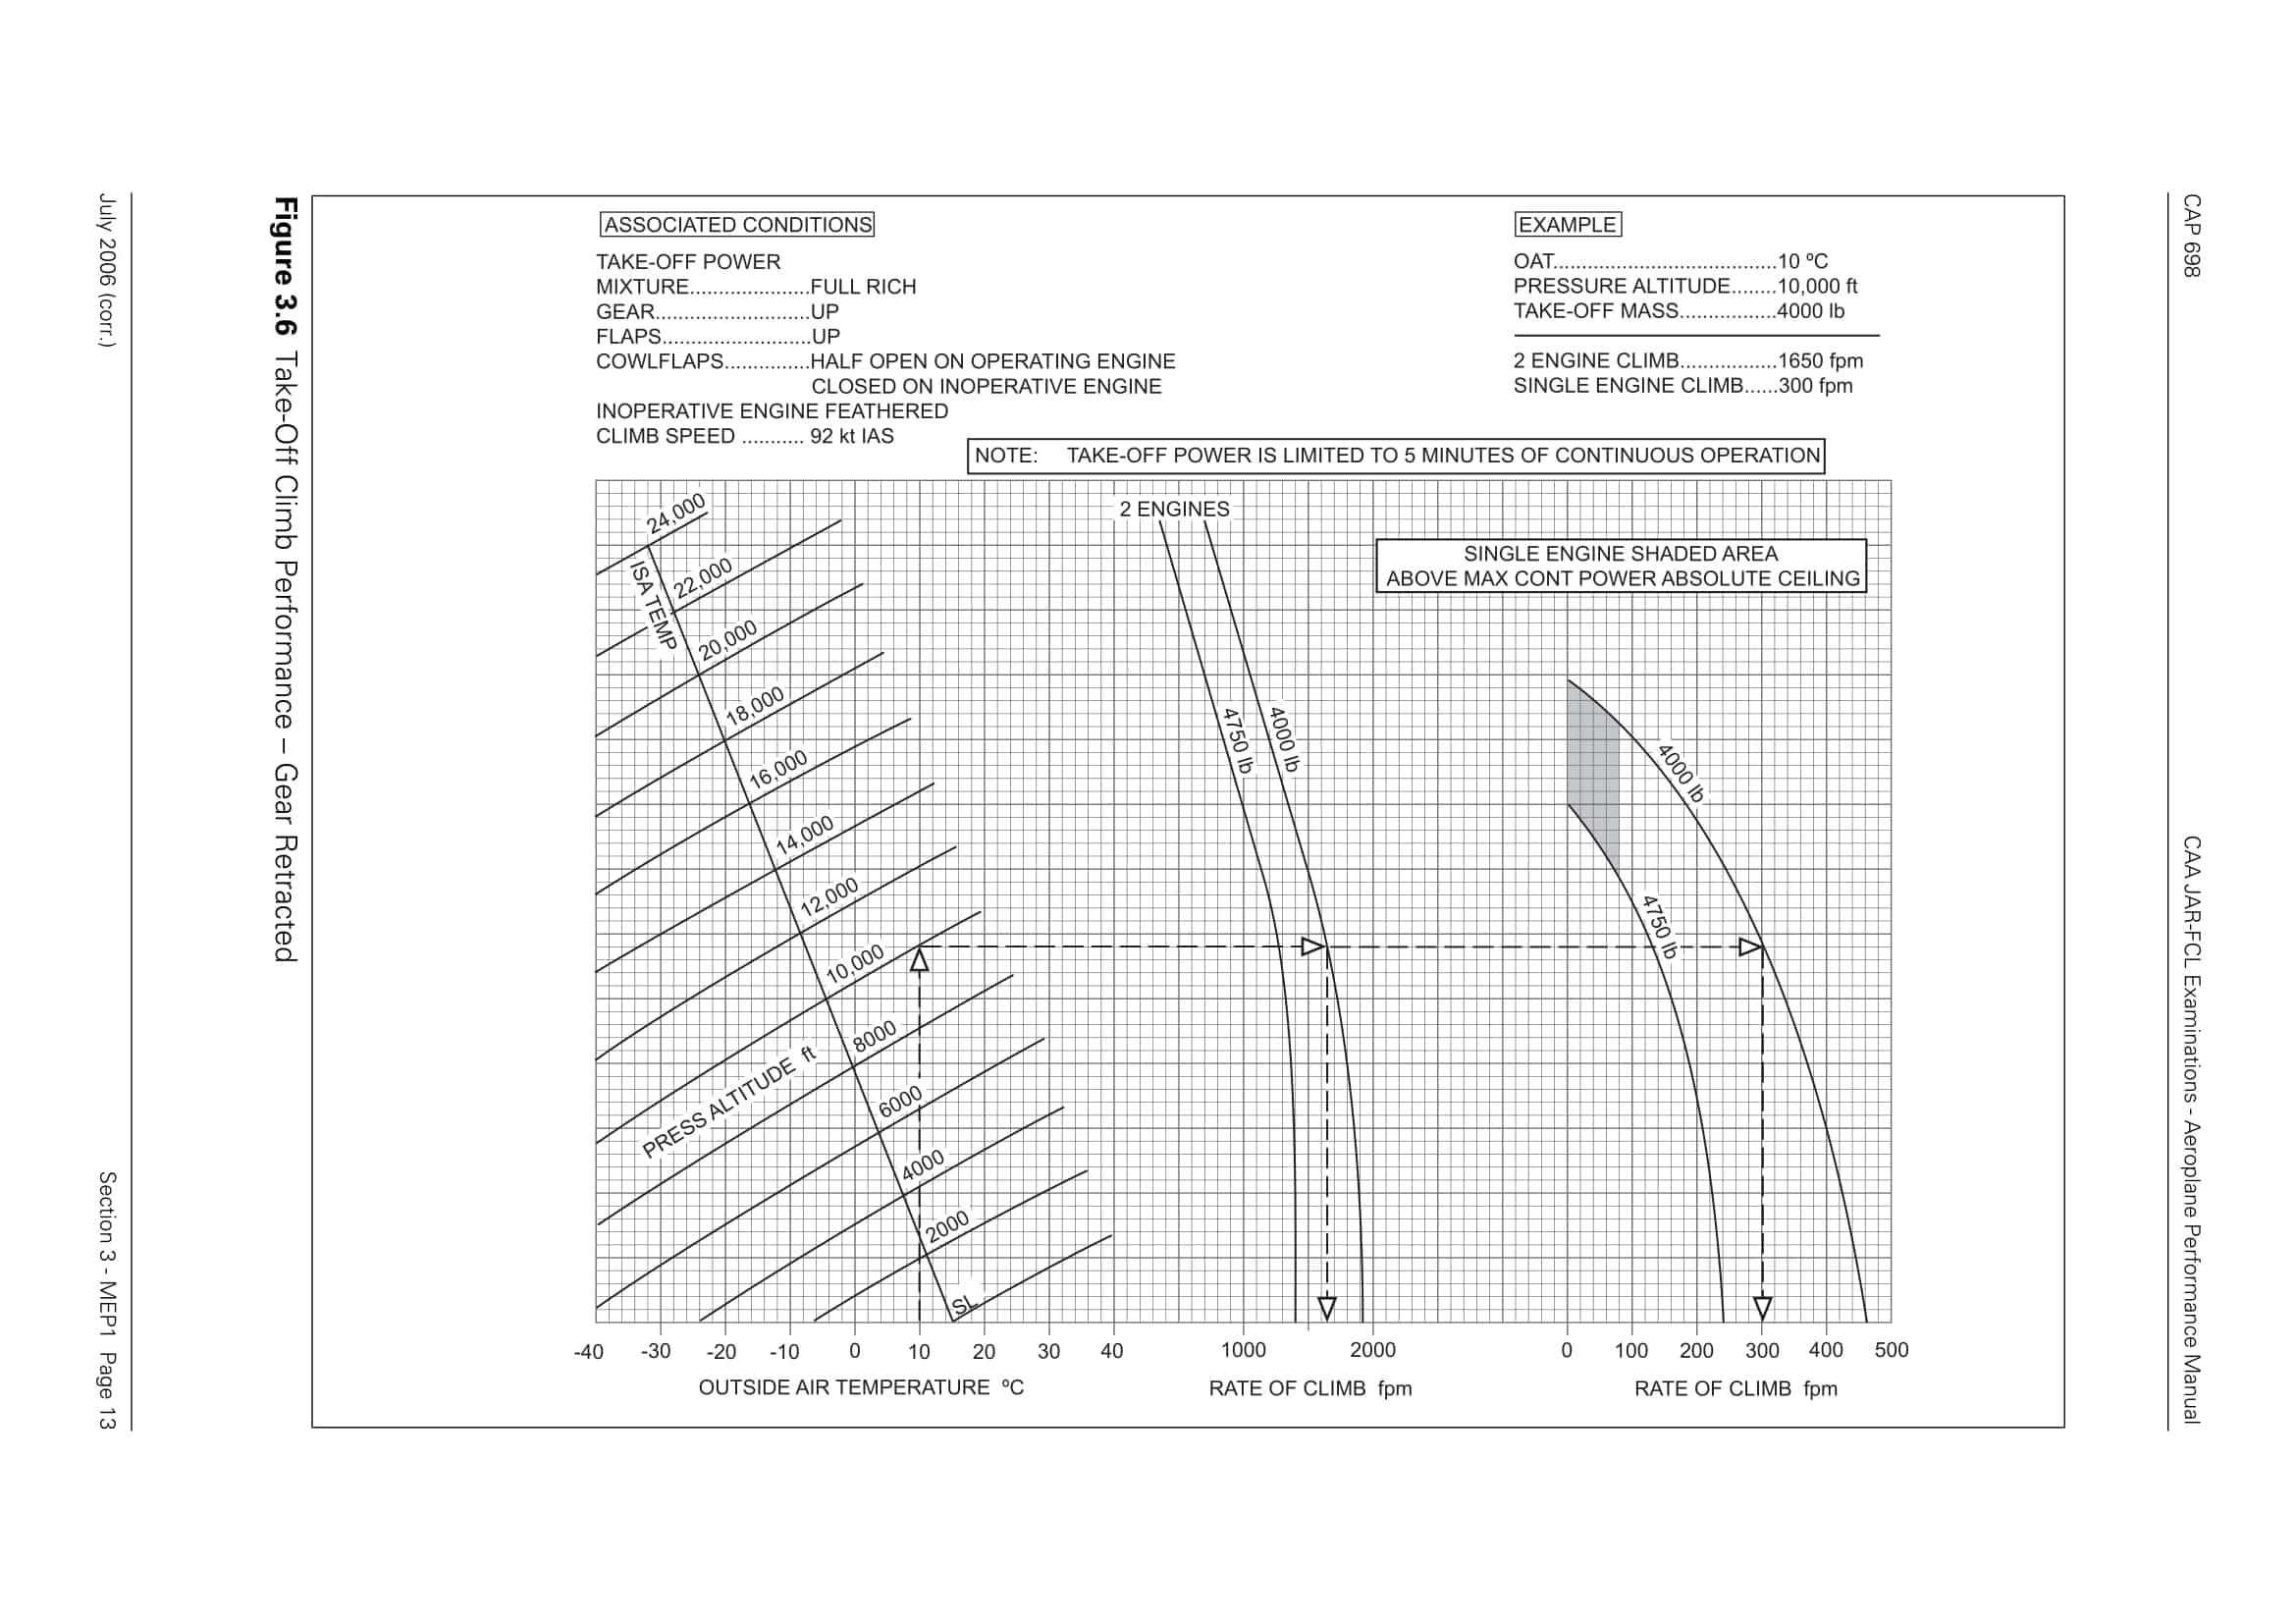 CAP 698
CAA JAR-FCL Examinations - Aeroplane Performance Manual
ASSOCIATED CONDITIONS
TAKE-OFF POWER
MIXTURE.....................FULL RICH
GEAR...........................UP
FLAPS..........................UP
COWLFLAPS...............HALF OPEN ON OPERATING ENGINE
CLOSED ON INOPERATIVE ENGINE
INOPERATIVE ENGINE FEATHERED
CLIMB SPEED ........... 92 kt IAS
EXAMPLE
OAT.......................................10 ºC
PRESSURE ALTITUDE........10,000 ft
TAKE-OFF MASS.................4000 lb
2 ENGINE CLIMB.................1650 fpm
SINGLE ENGINE CLIMB......300 fpm
NOTE: TAKE-OFF POWER IS LIMITED TO 5 MINUTES OF CONTINUOUS OPERATION
24,000
22,000
20,000
18,000
16,000
14,000
12,000
10,000
8000
6000
4000
2000
SL
ISA TEMP
PRESS ALTITUDE ft
2 ENGINES
4750 lb
4000 lb
SINGLE ENGINE SHADED AREA
ABOVE MAX CONT POWER ABSOLUTE CEILING
4000 lb
4750 lb
-40 -30 -20 -10 0 10 20 30 40
OUTSIDE AIR TEMPERATURE ºC
1000 2000
RATE OF CLIMB fpm
0 100 200 300 400 500
RATE OF CLIMB fpm
Figure 3.6 Take-Off Climb Performance – Gear Retracted
July 2006 (corr.)
Section 3 - MEP1 Page 13